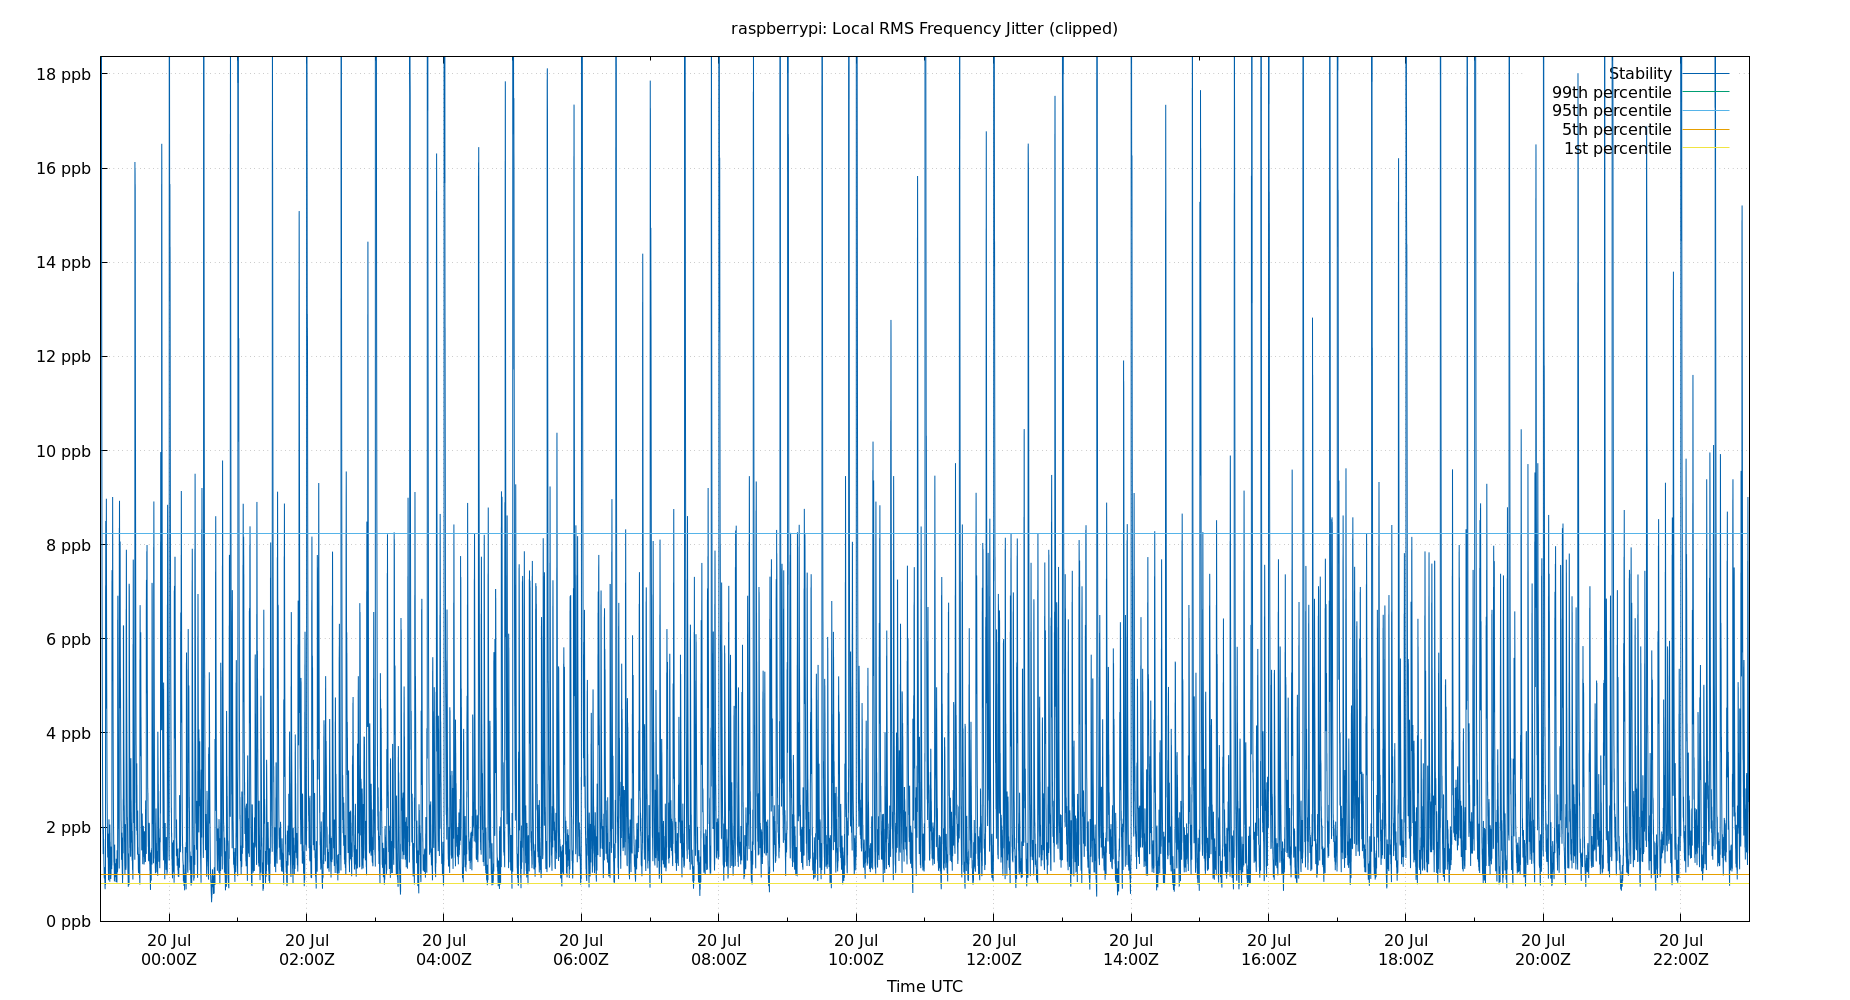 raspberrypi: Local RMS Frequency Jitter (clipped)
18 ppb
16 ppb
14 ppb
12 ppb
10 ppb
8 ppb
6 ppb
4 ppb
2 ppb
0 ppb
Stability
99th percentile
95th percentile
5th percentile
1st percentile
20 Jul 20 Jul 20 Jul 20 Jul 20 Jul 20 Jul 20 Jul 20 Jul 20 Jul 20 Jul 20 Jul 20 Jul
00:00Z 02:00Z 04:00Z 06:00Z 08:00Z 10:00Z 12:00Z 14:00Z 16:00Z 18:00Z 20:00Z 22:00Z
Time UTC